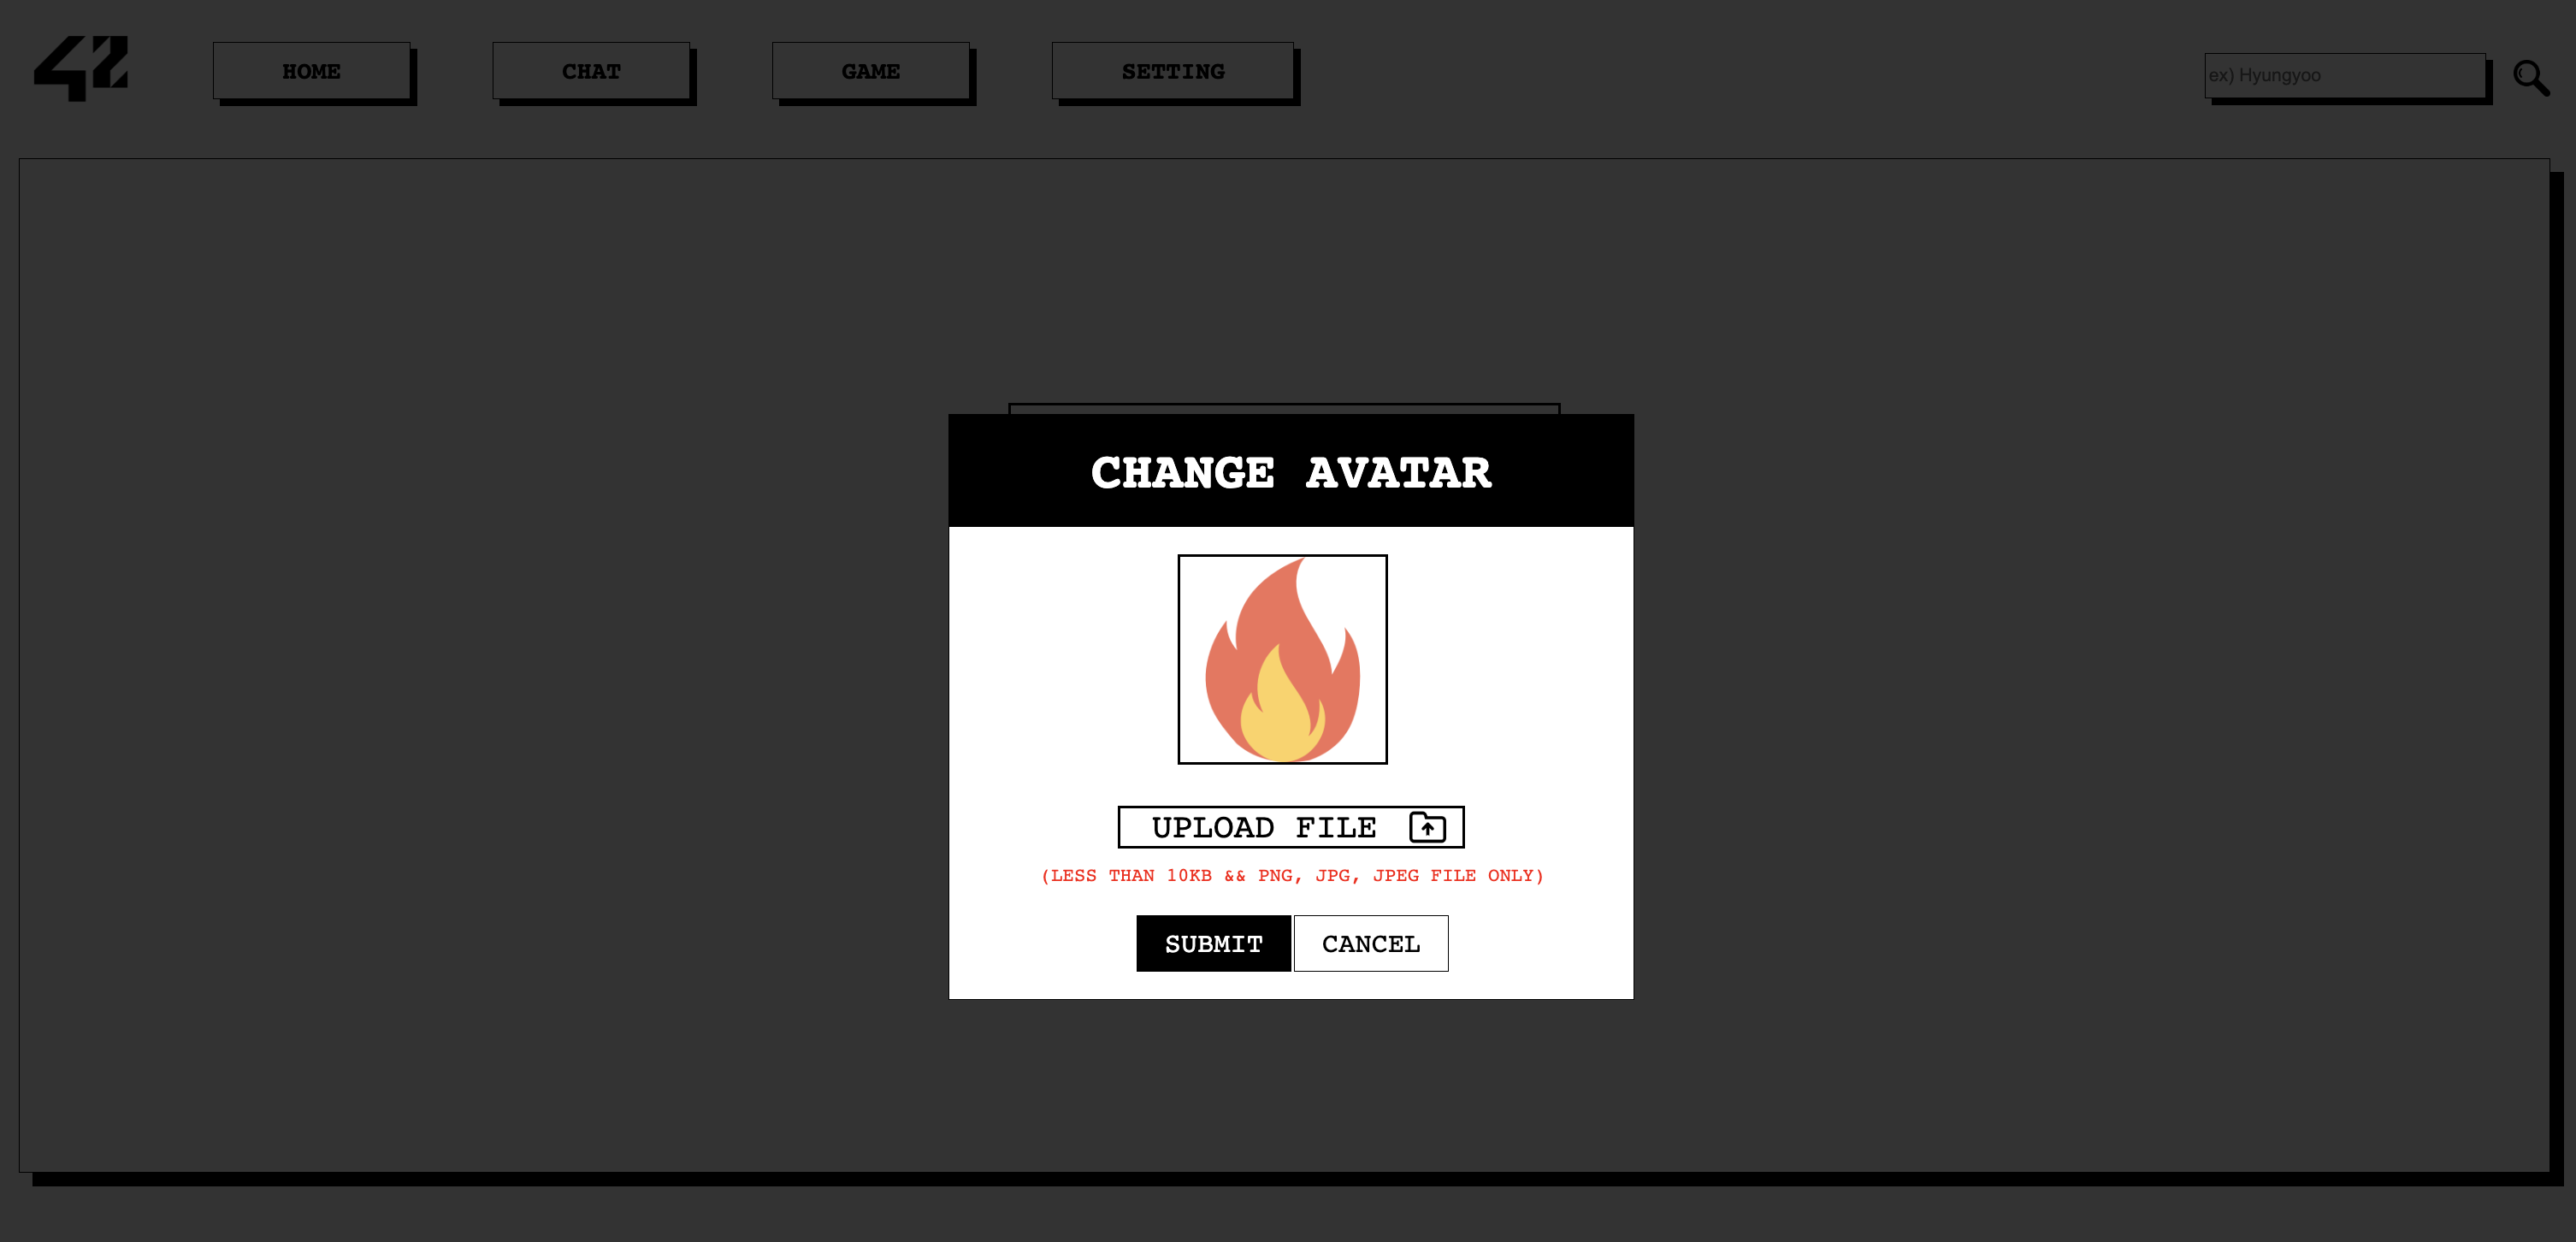 42
HOME
CHAT
GAME
SETTING
ex) Hyungyoo
CHANGE AVATAR
UPLOAD FILE
(LESS THAN 10KB && PNG, JPG, JPEG FILE ONLY)
SUBMIT
CANCEL